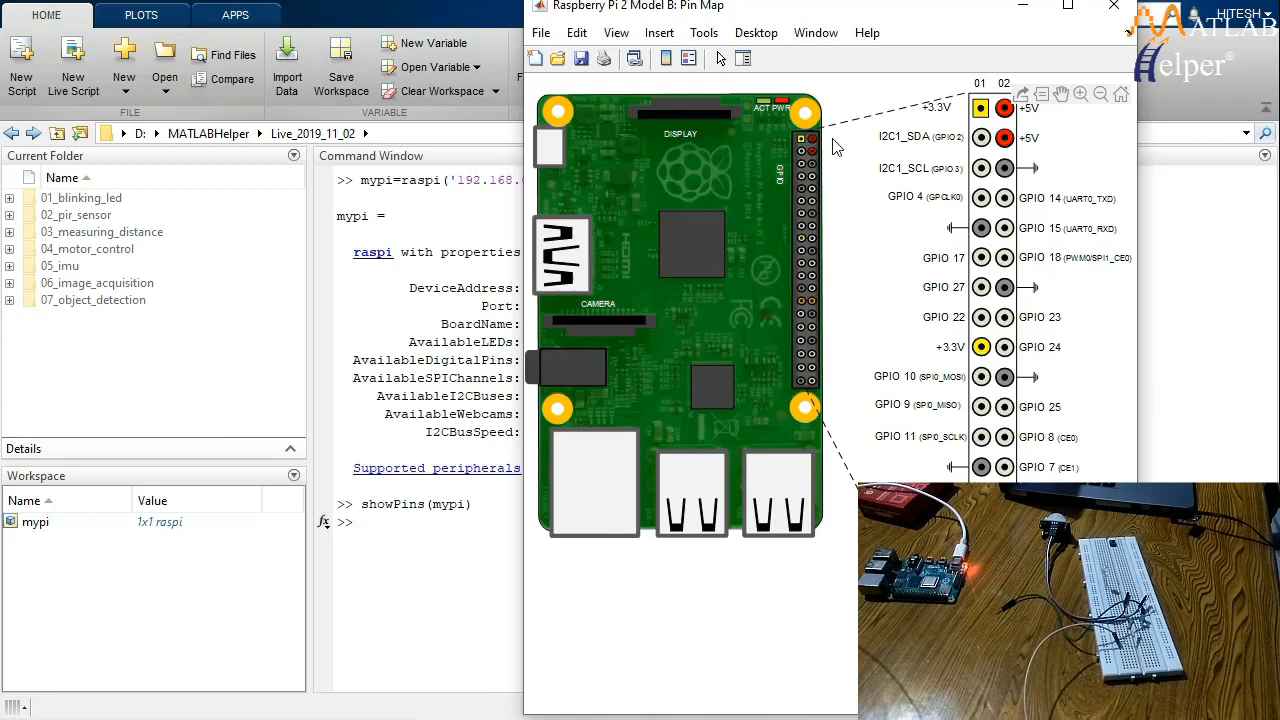 HOME
PLOTS
APPS
Raspberry Pi 2 Model B: Pin Map
HITESH
MATLAB
Helper®
File Edit View Insert Tools Desktop Window Help
New Script
New Live Script
New
Open
Find Files
Compare
Import Data
Save Workspace
New Variable
Open Variable
Clear Workspace
FILE
VARIABLE
D: MATLABHelper Live_2019_11_02
Current Folder
Name
01_blinking_led
02_pir_sensor
03_measuring_distance
04_motor_control
05_imu
06_image_acquisition
07_object_detection
Details
Workspace
Name Value
mypi 1x1 raspi
Command Window
>> mypi=raspi('192.168.
mypi =
raspi with properties
DeviceAddress:
Port:
BoardName:
AvailableLEDs:
AvailableDigitalPins:
AvailableSPIChannels:
AvailableI2CBuses:
AvailableWebcams:
I2CBusSpeed:
Supported peripherals
>> showPins(mypi)
fx >>
ACT PWR
DISPLAY
GPIO
Raspberry Pi 2 Model B
HDMI
CAMERA
01 02
+3.3V +5V
I2C1_SDA (GPIO 2) +5V
I2C1_SCL (GPIO 3)
GPIO 4 (GPCLK0) GPIO 14 (UART0_TXD)
GPIO 15 (UART0_RXD)
GPIO 17 GPIO 18 (PWM0/SPI1_CE0)
GPIO 27
GPIO 22 GPIO 23
+3.3V GPIO 24
GPIO 10 (SPI0_MOSI)
GPIO 9 (SPI0_MISO) GPIO 25
GPIO 11 (SPI0_SCLK) GPIO 8 (CE0)
GPIO 7 (CE1)